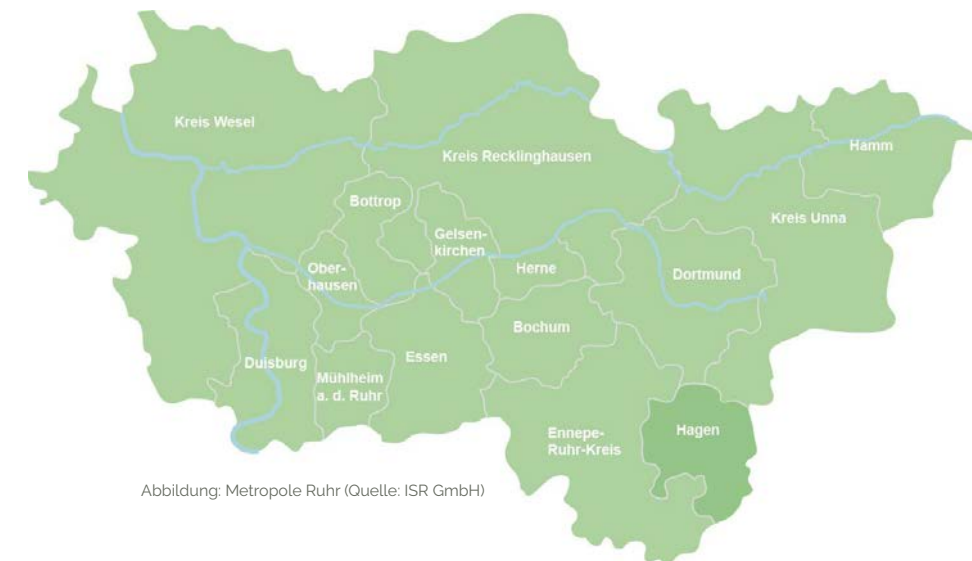 Kreis Wesel
Kreis Recklinghausen
Hamm
Bottrop
Kreis Unna
Gelsen-
kirchen
Ober-
hausen
Herne
Dortmund
Bochum
Duisburg
Mühlheim
a. d. Ruhr
Essen
Ennepe-
Ruhr-Kreis
Hagen
Abbildung: Metropole Ruhr (Quelle: ISR GmbH)